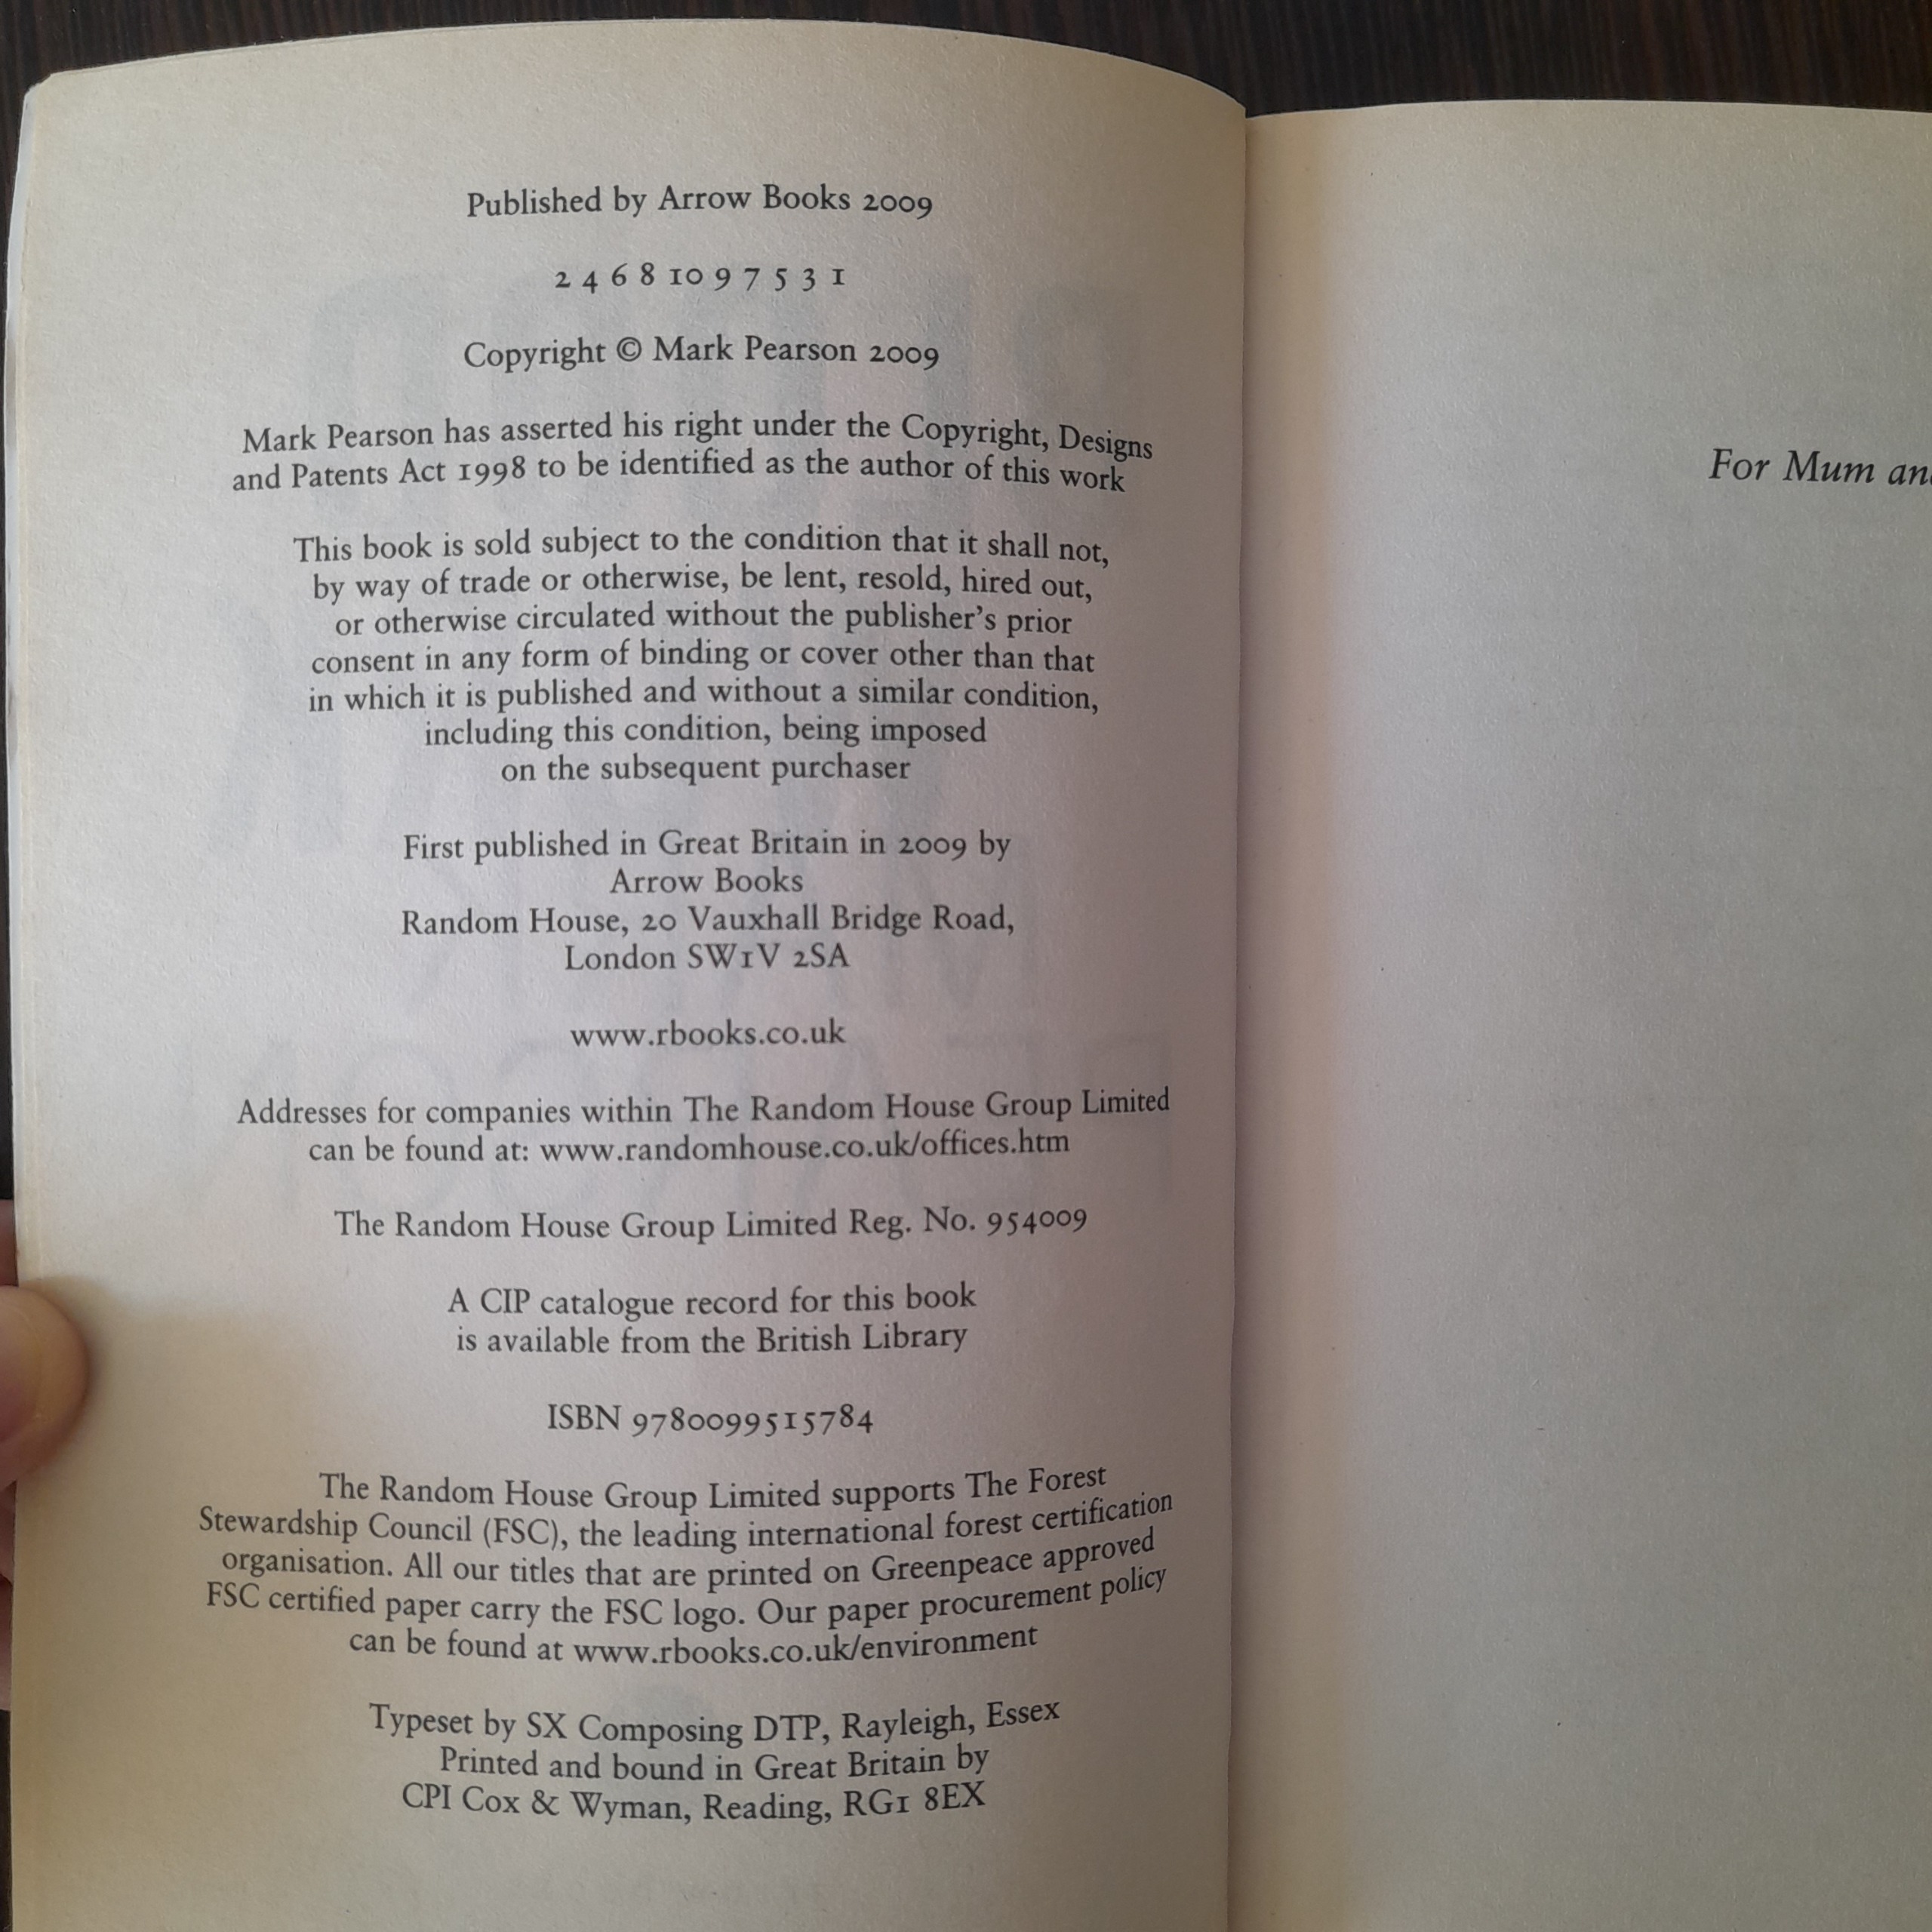 Published by Arrow Books 2009
2 4 6 8 10 9 7 5 3 1
Copyright © Mark Pearson 2009
Mark Pearson has asserted his right under the Copyright, Designs
and Patents Act 1998 to be identified as the author of this work
This book is sold subject to the condition that it shall not,
by way of trade or otherwise, be lent, resold, hired out,
or otherwise circulated without the publisher's prior
consent in any form of binding or cover other than that
in which it is published and without a similar condition,
including this condition, being imposed
on the subsequent purchaser
First published in Great Britain in 2009 by
Arrow Books
Random House, 20 Vauxhall Bridge Road,
London SW1V 2SA
www.rbooks.co.uk
Addresses for companies within The Random House Group Limited
can be found at: www.randomhouse.co.uk/offices.htm
The Random House Group Limited Reg. No. 954009
A CIP catalogue record for this book
is available from the British Library
ISBN 9780099515784
The Random House Group Limited supports The Forest
Stewardship Council (FSC), the leading international forest certification
organisation. All our titles that are printed on Greenpeace approved
FSC certified paper carry the FSC logo. Our paper procurement policy
can be found at www.rbooks.co.uk/environment
Typeset by SX Composing DTP, Rayleigh, Essex
Printed and bound in Great Britain by
CPI Cox & Wyman, Reading, RG1 8EX
For Mum